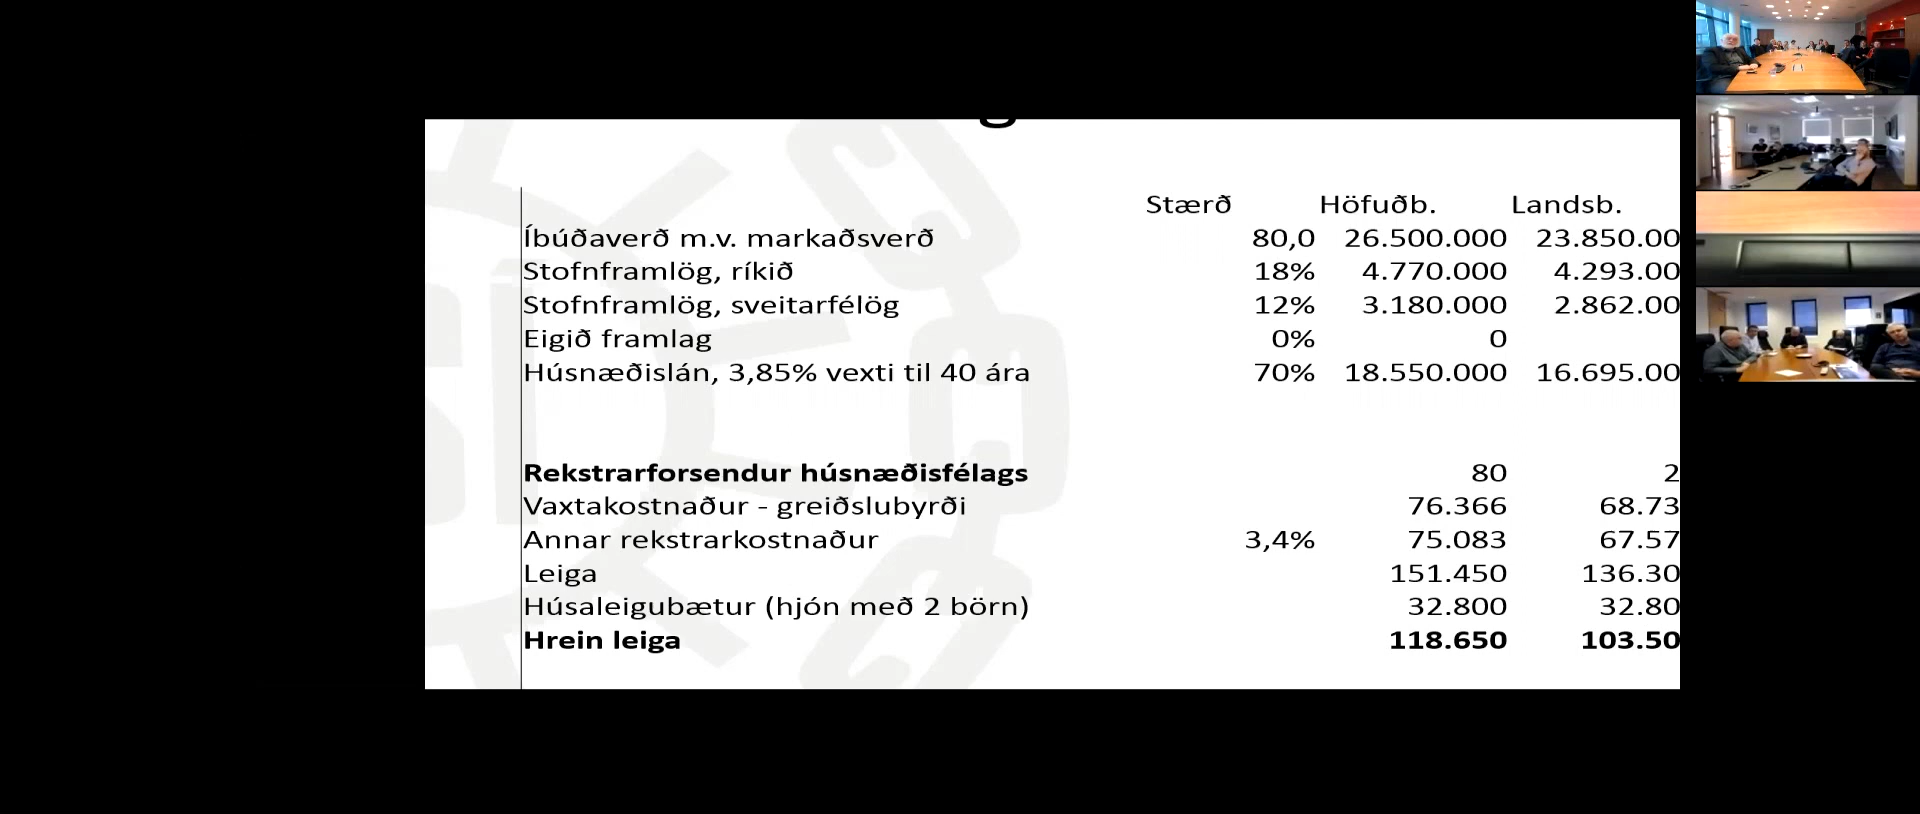 Stærð Höfuðb. Landsb.
Íbúðaverð m.v. markaðsverð 80,0 26.500.000 23.850.00
Stofnframlög, ríkið 18% 4.770.000 4.293.00
Stofnframlög, sveitarfélög 12% 3.180.000 2.862.00
Eigið framlag 0% 0
Húsnæðislán, 3,85% vexti til 40 ára 70% 18.550.000 16.695.00
Rekstrarforsendur húsnæðisfélags 80 2
Vaxtakostnaður - greiðslubyrði 76.366 68.73
Annar rekstrarkostnaður 3,4% 75.083 67.57
Leiga 151.450 136.30
Húsaleigubætur (hjón með 2 börn) 32.800 32.80
Hrein leiga 118.650 103.50